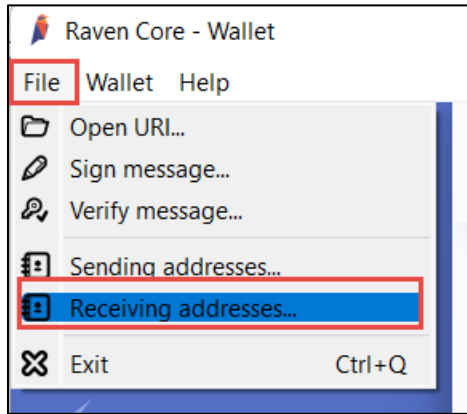 Raven Core - Wallet
File Wallet Help
Open URI...
Sign message...
Verify message...
Sending addresses...
Receiving addresses...
Exit Ctrl+Q